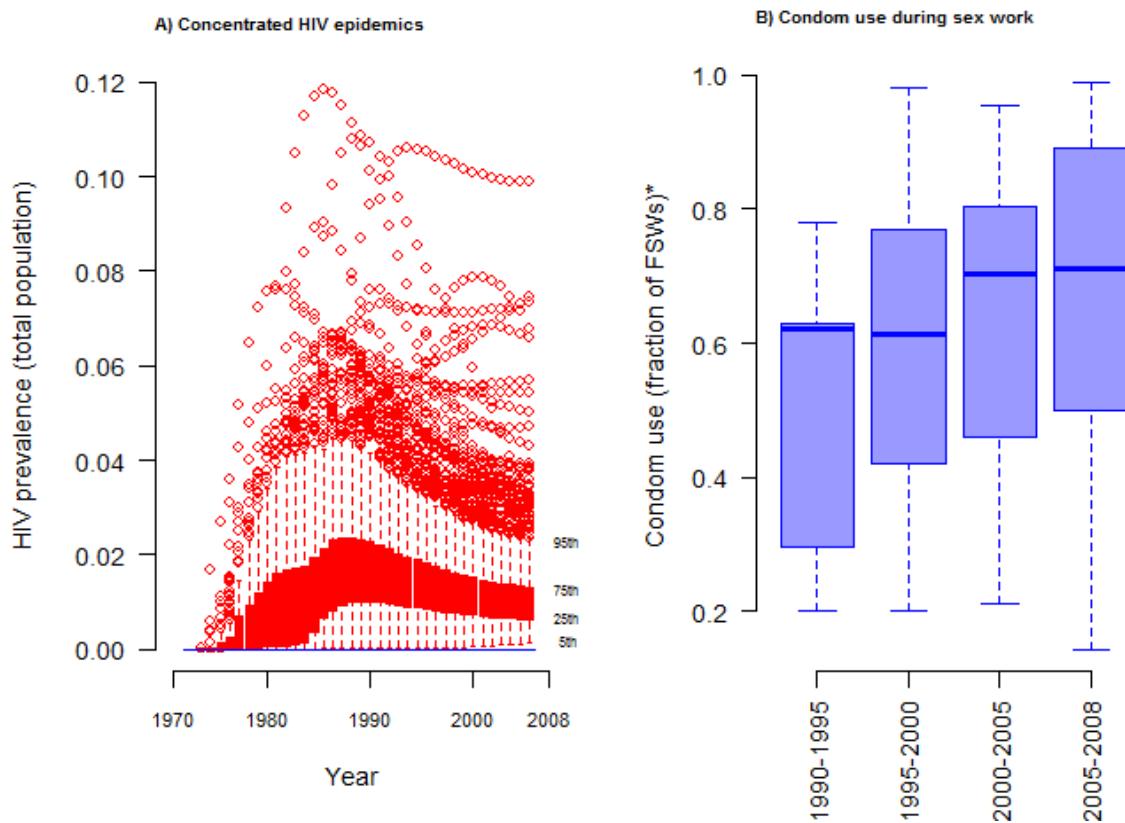 A) Concentrated HIV epidemics
HIV prevalence (total population)
0.12
0.10
0.08
0.06
0.04
0.02
0.00
95th
75th
25th
5th
1970 1980 1990 2000 2008
Year
B) Condom use during sex work
Condom use (fraction of FSWs)*
1.0
0.8
0.6
0.4
0.2
1990-1995
1995-2000
2000-2005
2005-2008